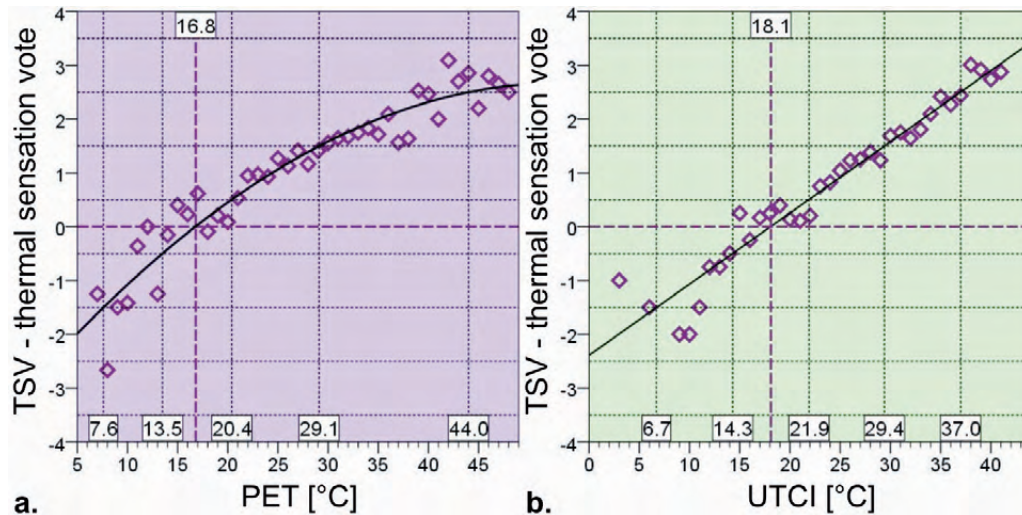 TSV - thermal sensation vote
4
3
2
1
0
-1
-2
-3
-4
16.8
7.6 13.5 20.4 29.1 44.0
5 10 15 20 25 30 35 40 45
PET [°C]
a.
TSV - thermal sensation vote
4
3
2
1
0
-1
-2
-3
-4
18.1
6.7 14.3 21.9 29.4 37.0
0 5 10 15 20 25 30 35 40
UTCI [°C]
b.